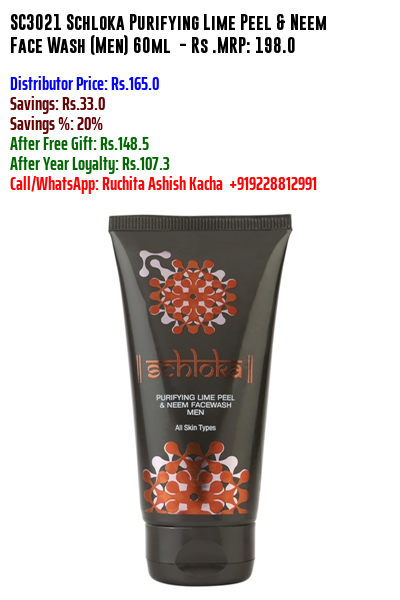 SC3021 Schloka Purifying Lime Peel & Neem
Face Wash (Men) 60ml - Rs .MRP: 198.0
Distributor Price: Rs.165.0
Savings: Rs.33.0
Savings %: 20%
After Free Gift: Rs.148.5
After Year Loyalty: Rs.107.3
Call/WhatsApp: Ruchita Ashish Kacha +919228812991
schloka
PURIFYING LIME PEEL
& NEEM FACEWASH
MEN
All Skin Types